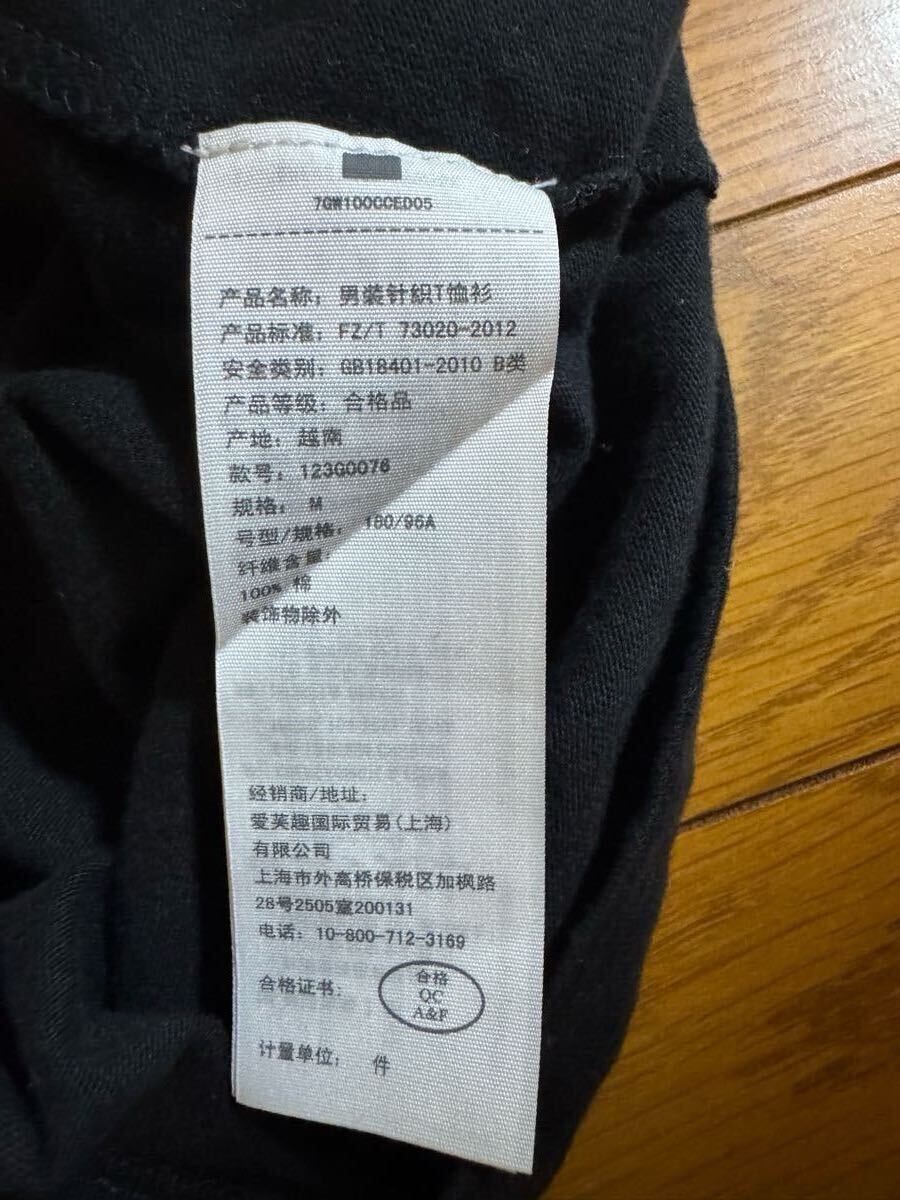 7GW100CCED05
产品名称：男装针织T恤衫
产品标准：FZ/T 73020-2012
安全类别：GB18401-2010 B类
产品等级：合格品
产地：越南
款号：123G0076
规格：M
号型/规格：180/96A
纤维含量：
100% 棉
装饰物除外
经销商/地址：
爱芙趣国际贸易(上海)
有限公司
上海市外高桥保税区加枫路
28号2505室200131
电话：10-800-712-3169
合格证书：
合格
QC
A&F
计量单位： 件